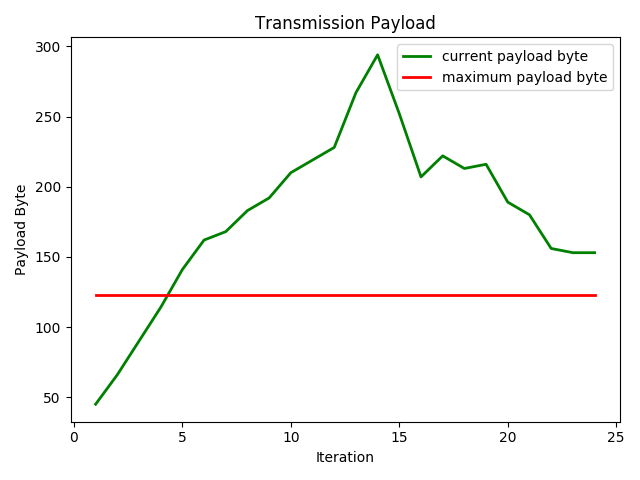 Transmission Payload
current payload byte
maximum payload byte
Payload Byte
300
250
200
150
100
50
0
5
10
15
20
25
Iteration